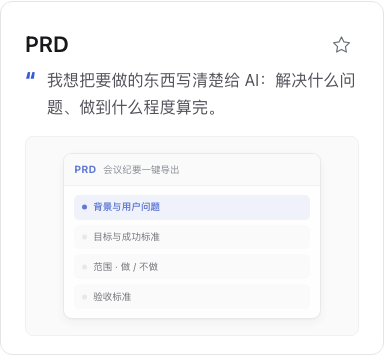 PRD
“ 我想把要做的东西写清楚给 AI：解决什么问
题、做到什么程度算完。
PRD 会议纪要一键导出
背景与用户问题
目标与成功标准
范围 · 做 / 不做
验收标准